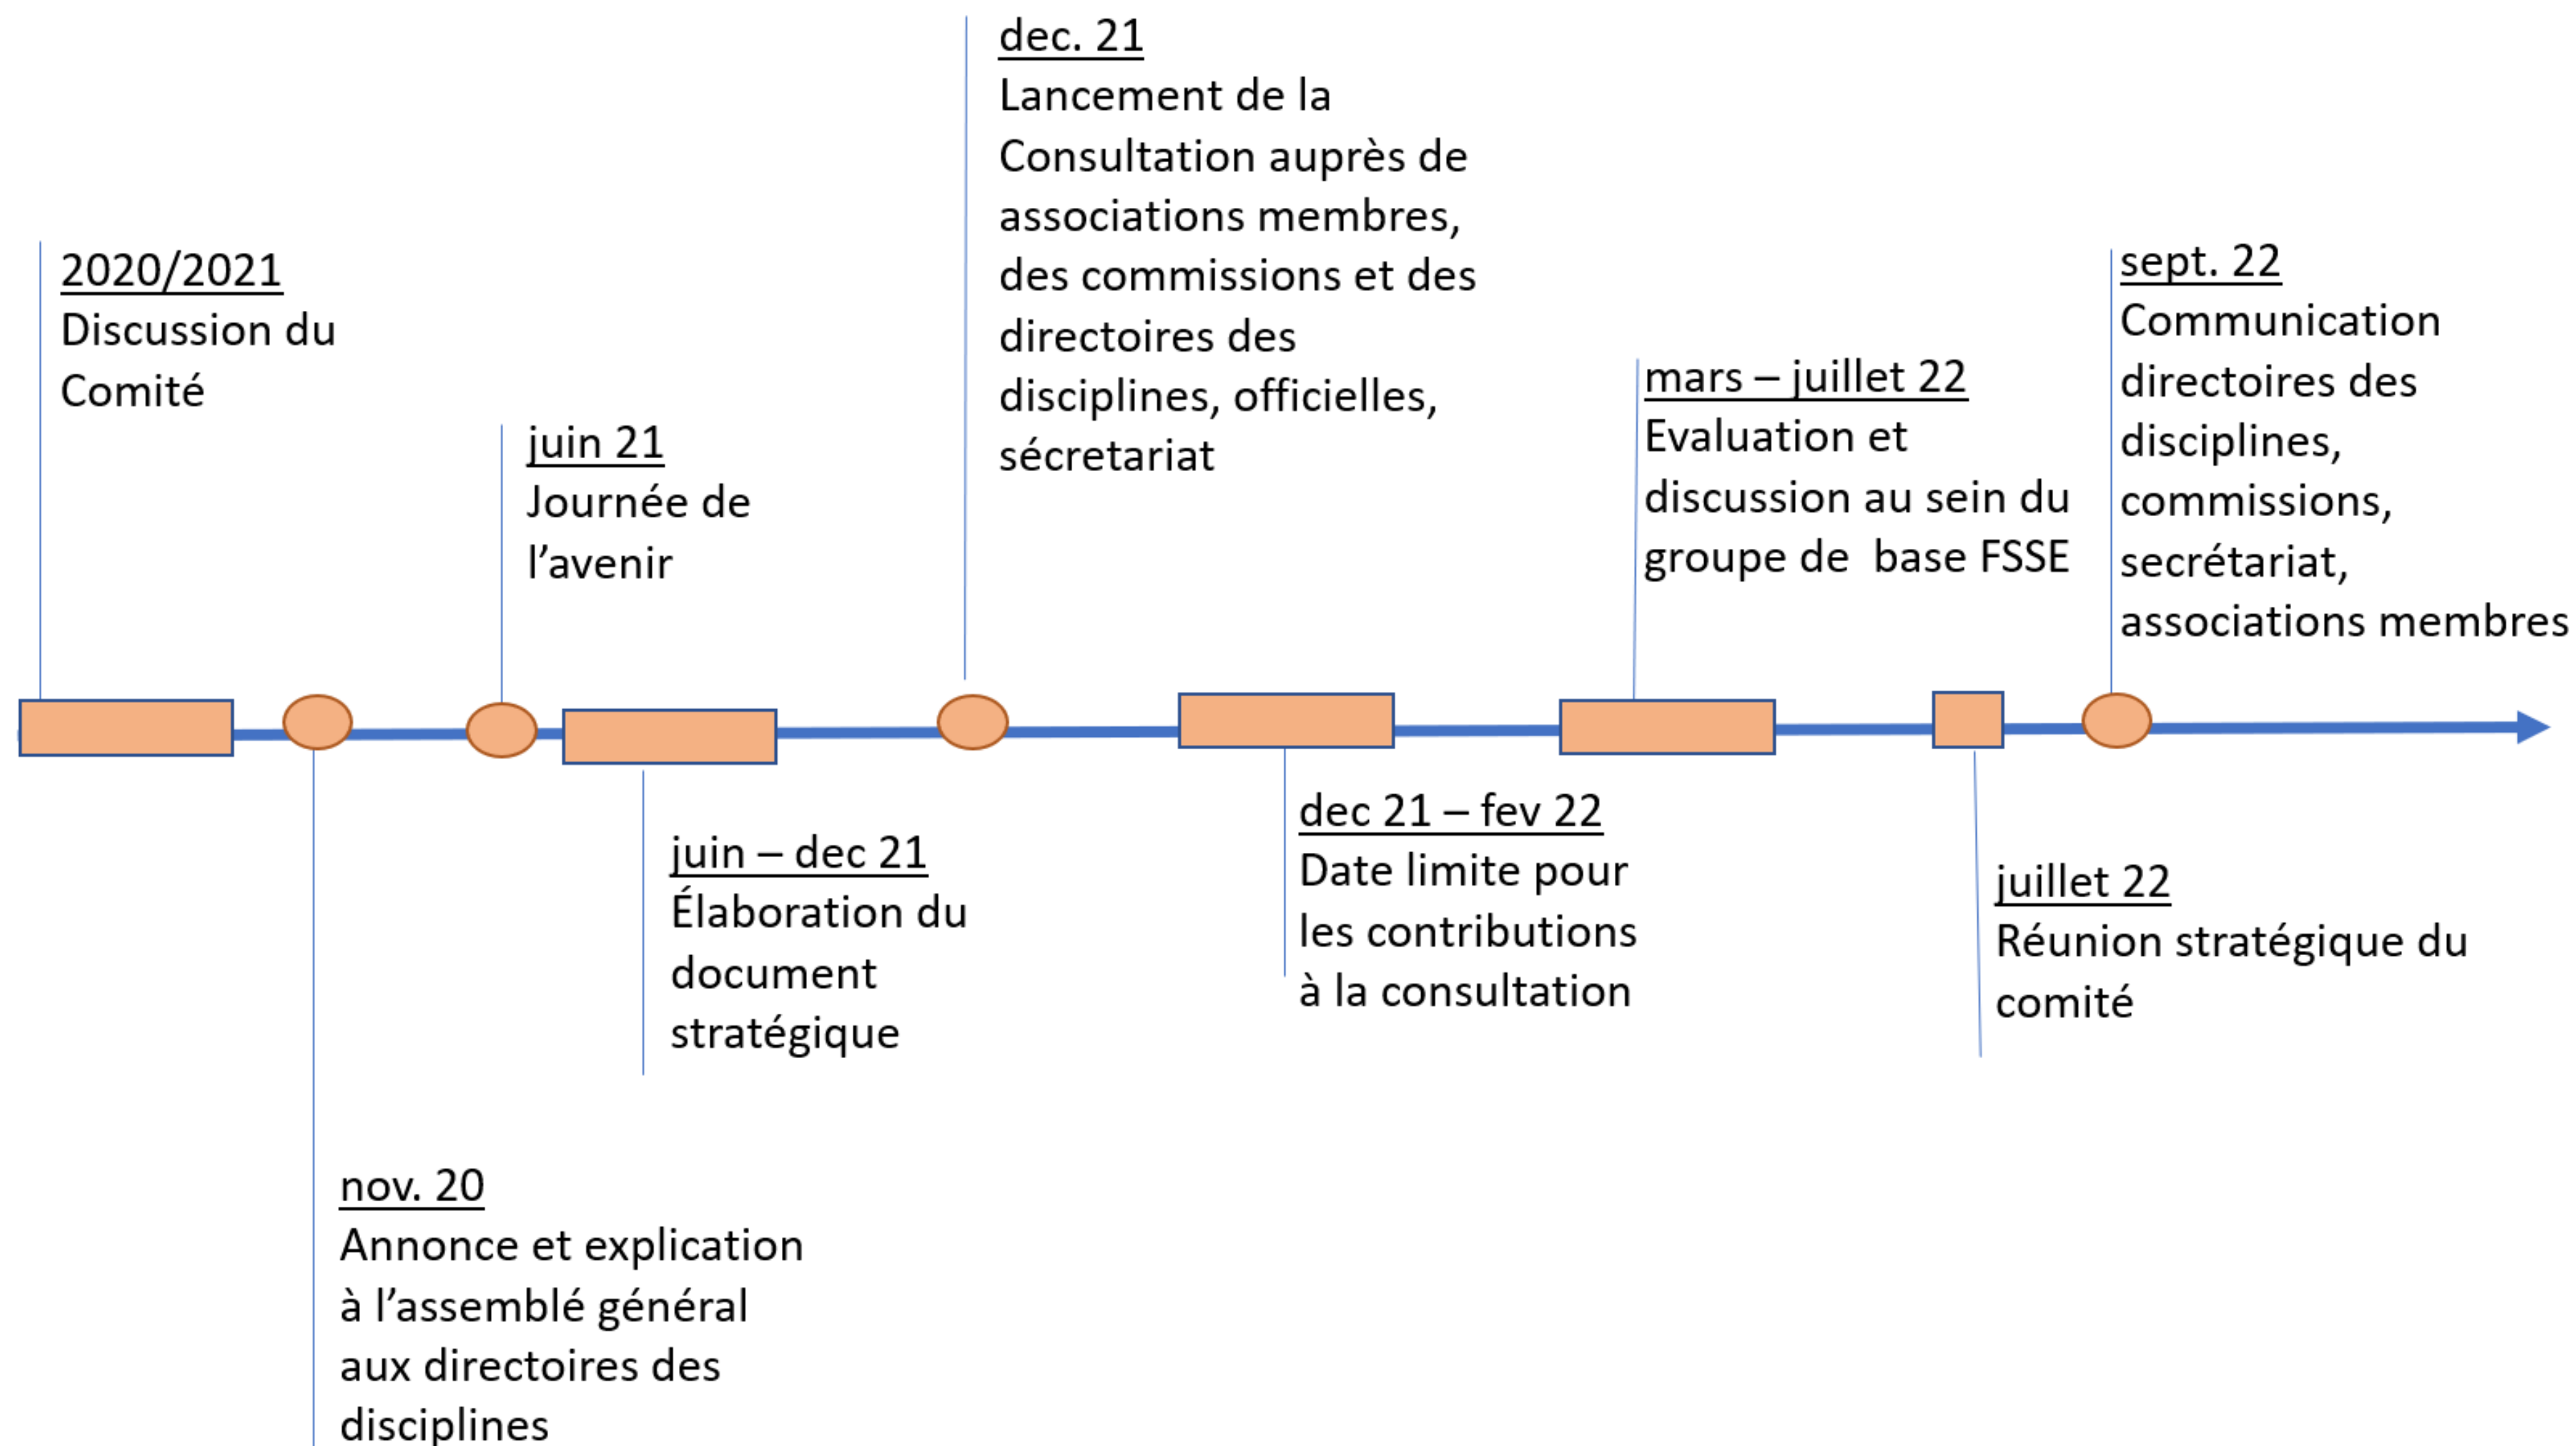 2020/2021
Discussion du
Comité
nov. 20
Annonce et explication
à l’assemblé général
aux directoires des
disciplines
juin 21
Journée de
l’avenir
juin – dec 21
Élaboration du
document
stratégique
dec. 21
Lancement de la
Consultation auprès de
associations membres,
des commissions et des
directoires des
disciplines, officielles,
sécretariat
dec 21 – fev 22
Date limite pour
les contributions
à la consultation
mars – juillet 22
Evaluation et
discussion au sein du
groupe de  base FSSE
juillet 22
Réunion stratégique du
comité
sept. 22
Communication
directoires des
disciplines,
commissions,
secrétariat,
associations membres